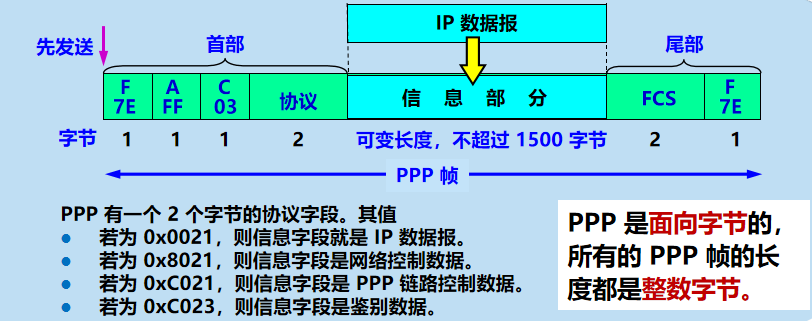 IP 数据报
先发送
首部
尾部
F
7E
A
FF
C
03
协议
信 息 部 分
FCS
F
7E
字节
1
1
1
2
可变长度，不超过 1500 字节
2
1
PPP 帧
PPP 有一个 2 个字节的协议字段。其值
● 若为 0x0021，则信息字段就是 IP 数据报。
● 若为 0x8021，则信息字段是网络控制数据。
● 若为 0xC021，则信息字段是 PPP 链路控制数据。
● 若为 0xC023，则信息字段是鉴别数据。
PPP 是面向字节的，
所有的 PPP 帧的长
度都是整数字节。